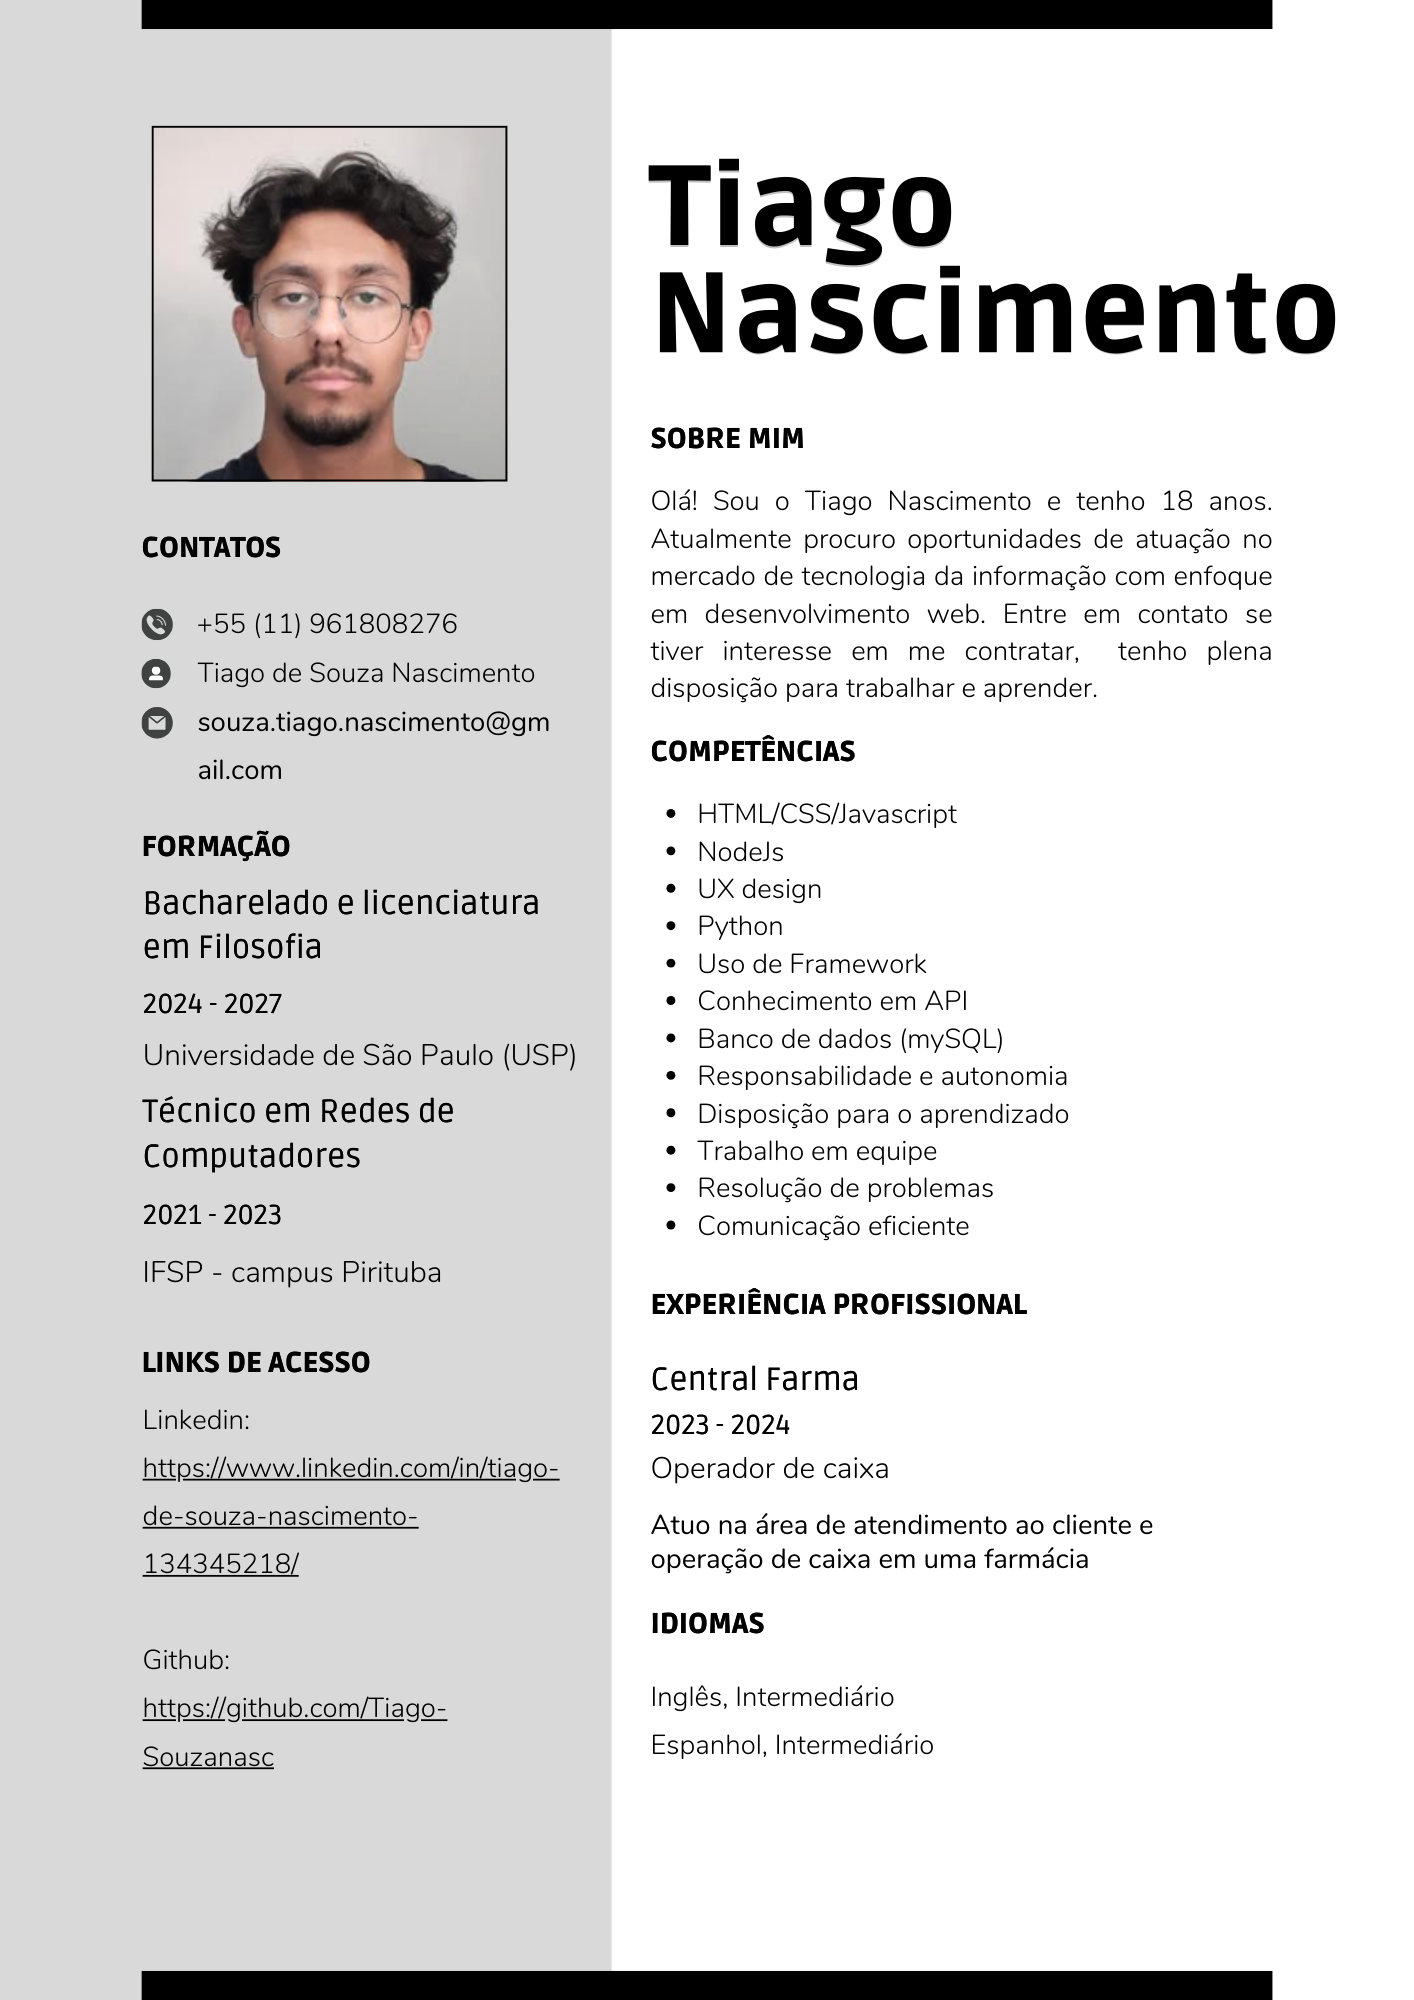 Tiago
Nascimento
CONTATOS
+55 (11) 961808276
Tiago de Souza Nascimento
souza.tiago.nascimento@gm
ail.com
FORMAÇÃO
Bacharelado e licenciatura
em Filosofia
2024 - 2027
Universidade de São Paulo (USP)
Técnico em Redes de
Computadores
2021 - 2023
IFSP - campus Pirituba
LINKS DE ACESSO
Linkedin:
https://www.linkedin.com/in/tiago-
de-souza-nascimento-
134345218/
Github:
https://github.com/Tiago-
Souzanasc
SOBRE MIM
Olá! Sou o Tiago Nascimento e tenho 18 anos.
Atualmente procuro oportunidades de atuação no
mercado de tecnologia da informação com enfoque
em desenvolvimento web. Entre em contato se
tiver interesse em me contratar, tenho plena
disposição para trabalhar e aprender.
COMPETÊNCIAS
• HTML/CSS/Javascript
• NodeJs
• UX design
• Python
• Uso de Framework
• Conhecimento em API
• Banco de dados (mySQL)
• Responsabilidade e autonomia
• Disposição para o aprendizado
• Trabalho em equipe
• Resolução de problemas
• Comunicação eficiente
EXPERIÊNCIA PROFISSIONAL
Central Farma
2023 - 2024
Operador de caixa
Atuo na área de atendimento ao cliente e
operação de caixa em uma farmácia
IDIOMAS
Inglês, Intermediário
Espanhol, Intermediário